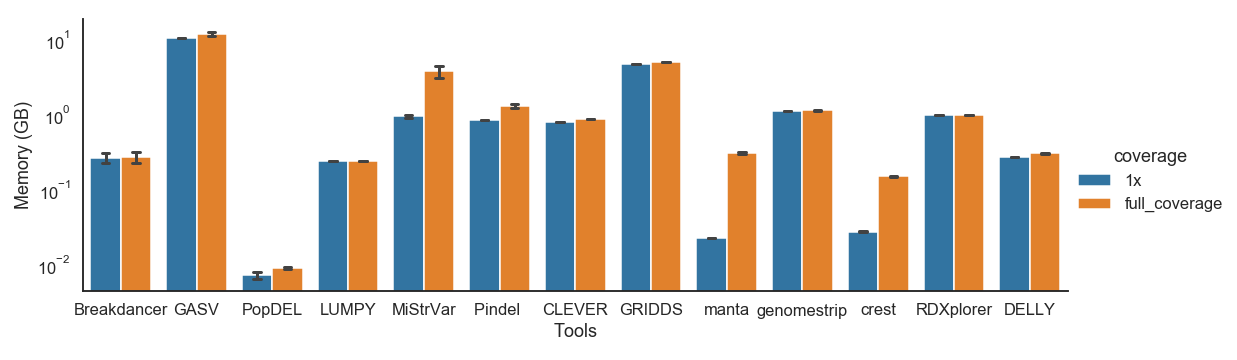 Memory (GB)
10^1
10^0
10^-1
10^-2
Breakdancer GASV PopDEL LUMPY MiStrVar Pindel CLEVER GRIDDS manta genomestrip crest RDXplorer DELLY
Tools
coverage
1x
full_coverage